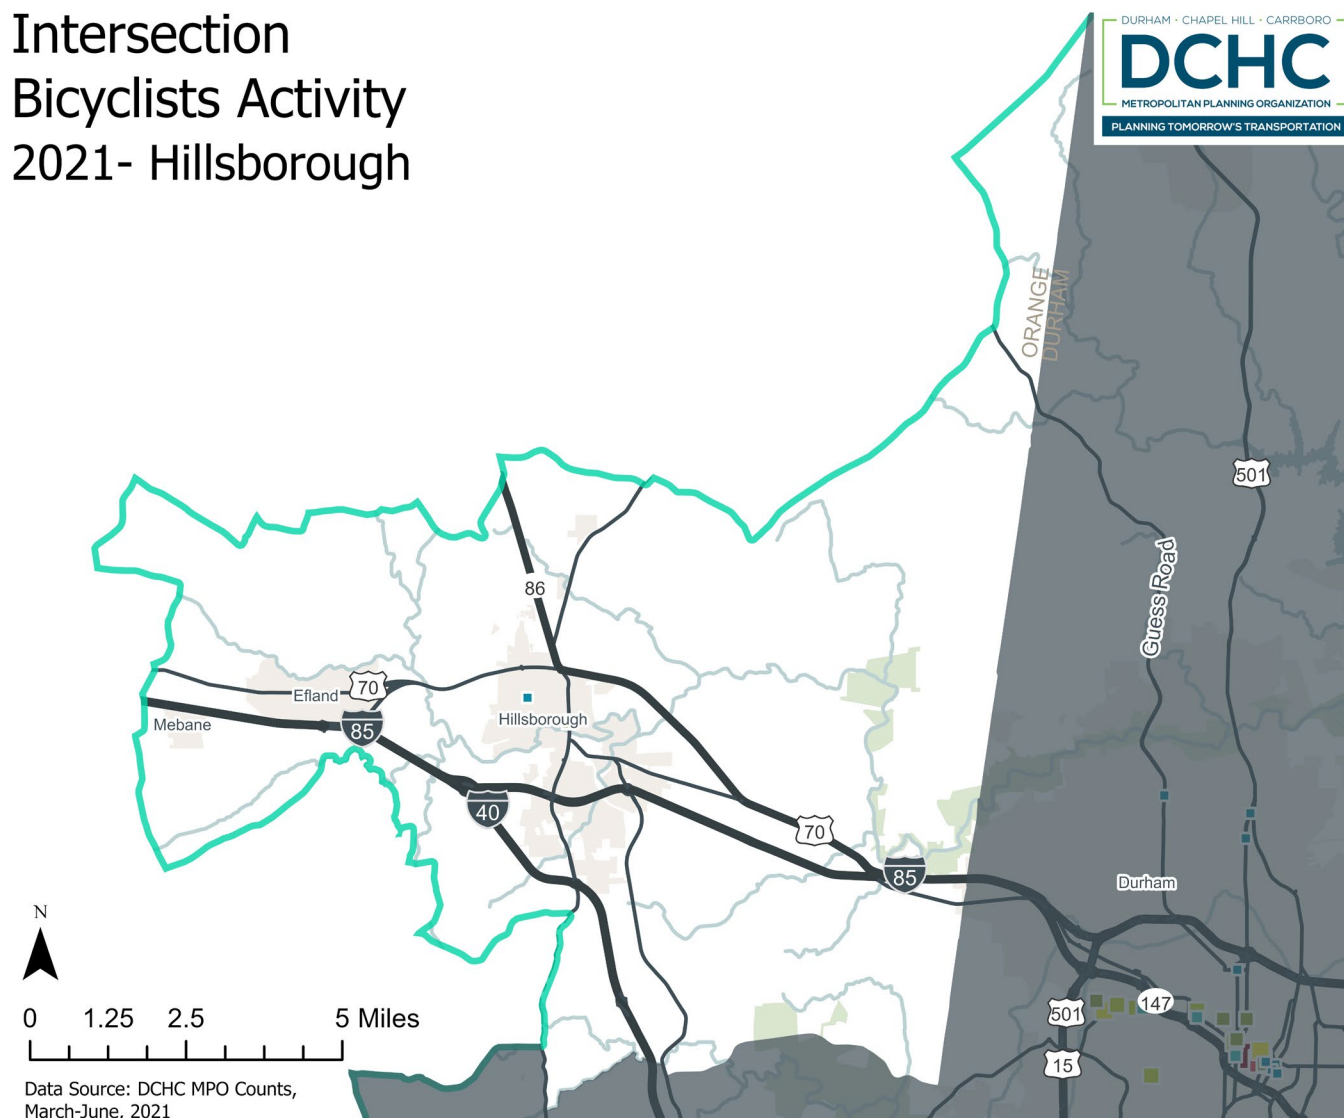 Intersection
Bicyclists Activity
2021- Hillsborough
DURHAM · CHAPEL HILL · CARRBORO
DCHC
METROPOLITAN PLANNING ORGANIZATION
PLANNING TOMORROW'S TRANSPORTATION
ORANGE
DURHAM
501
Guess Road
86
Efland
70
Mebane
85
Hillsborough
40
70
85
Durham
501
147
15
N
0 1.25 2.5 5 Miles
Data Source: DCHC MPO Counts,
March-June, 2021